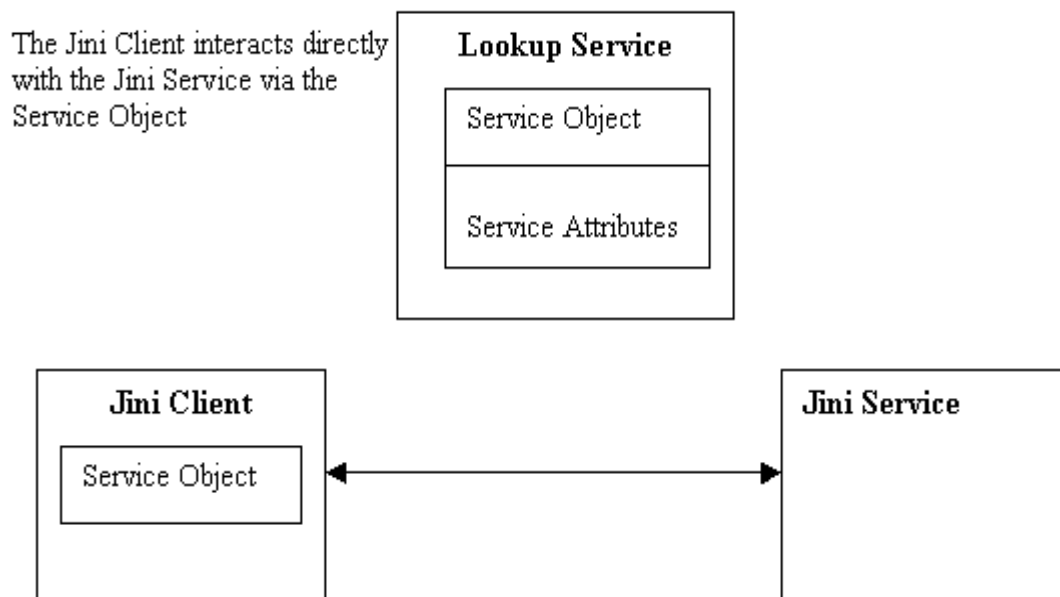 The Jini Client interacts directly
with the Jini Service via the
Service Object
Lookup Service
Service Object
Service Attributes
Jini Client
Service Object
Jini Service